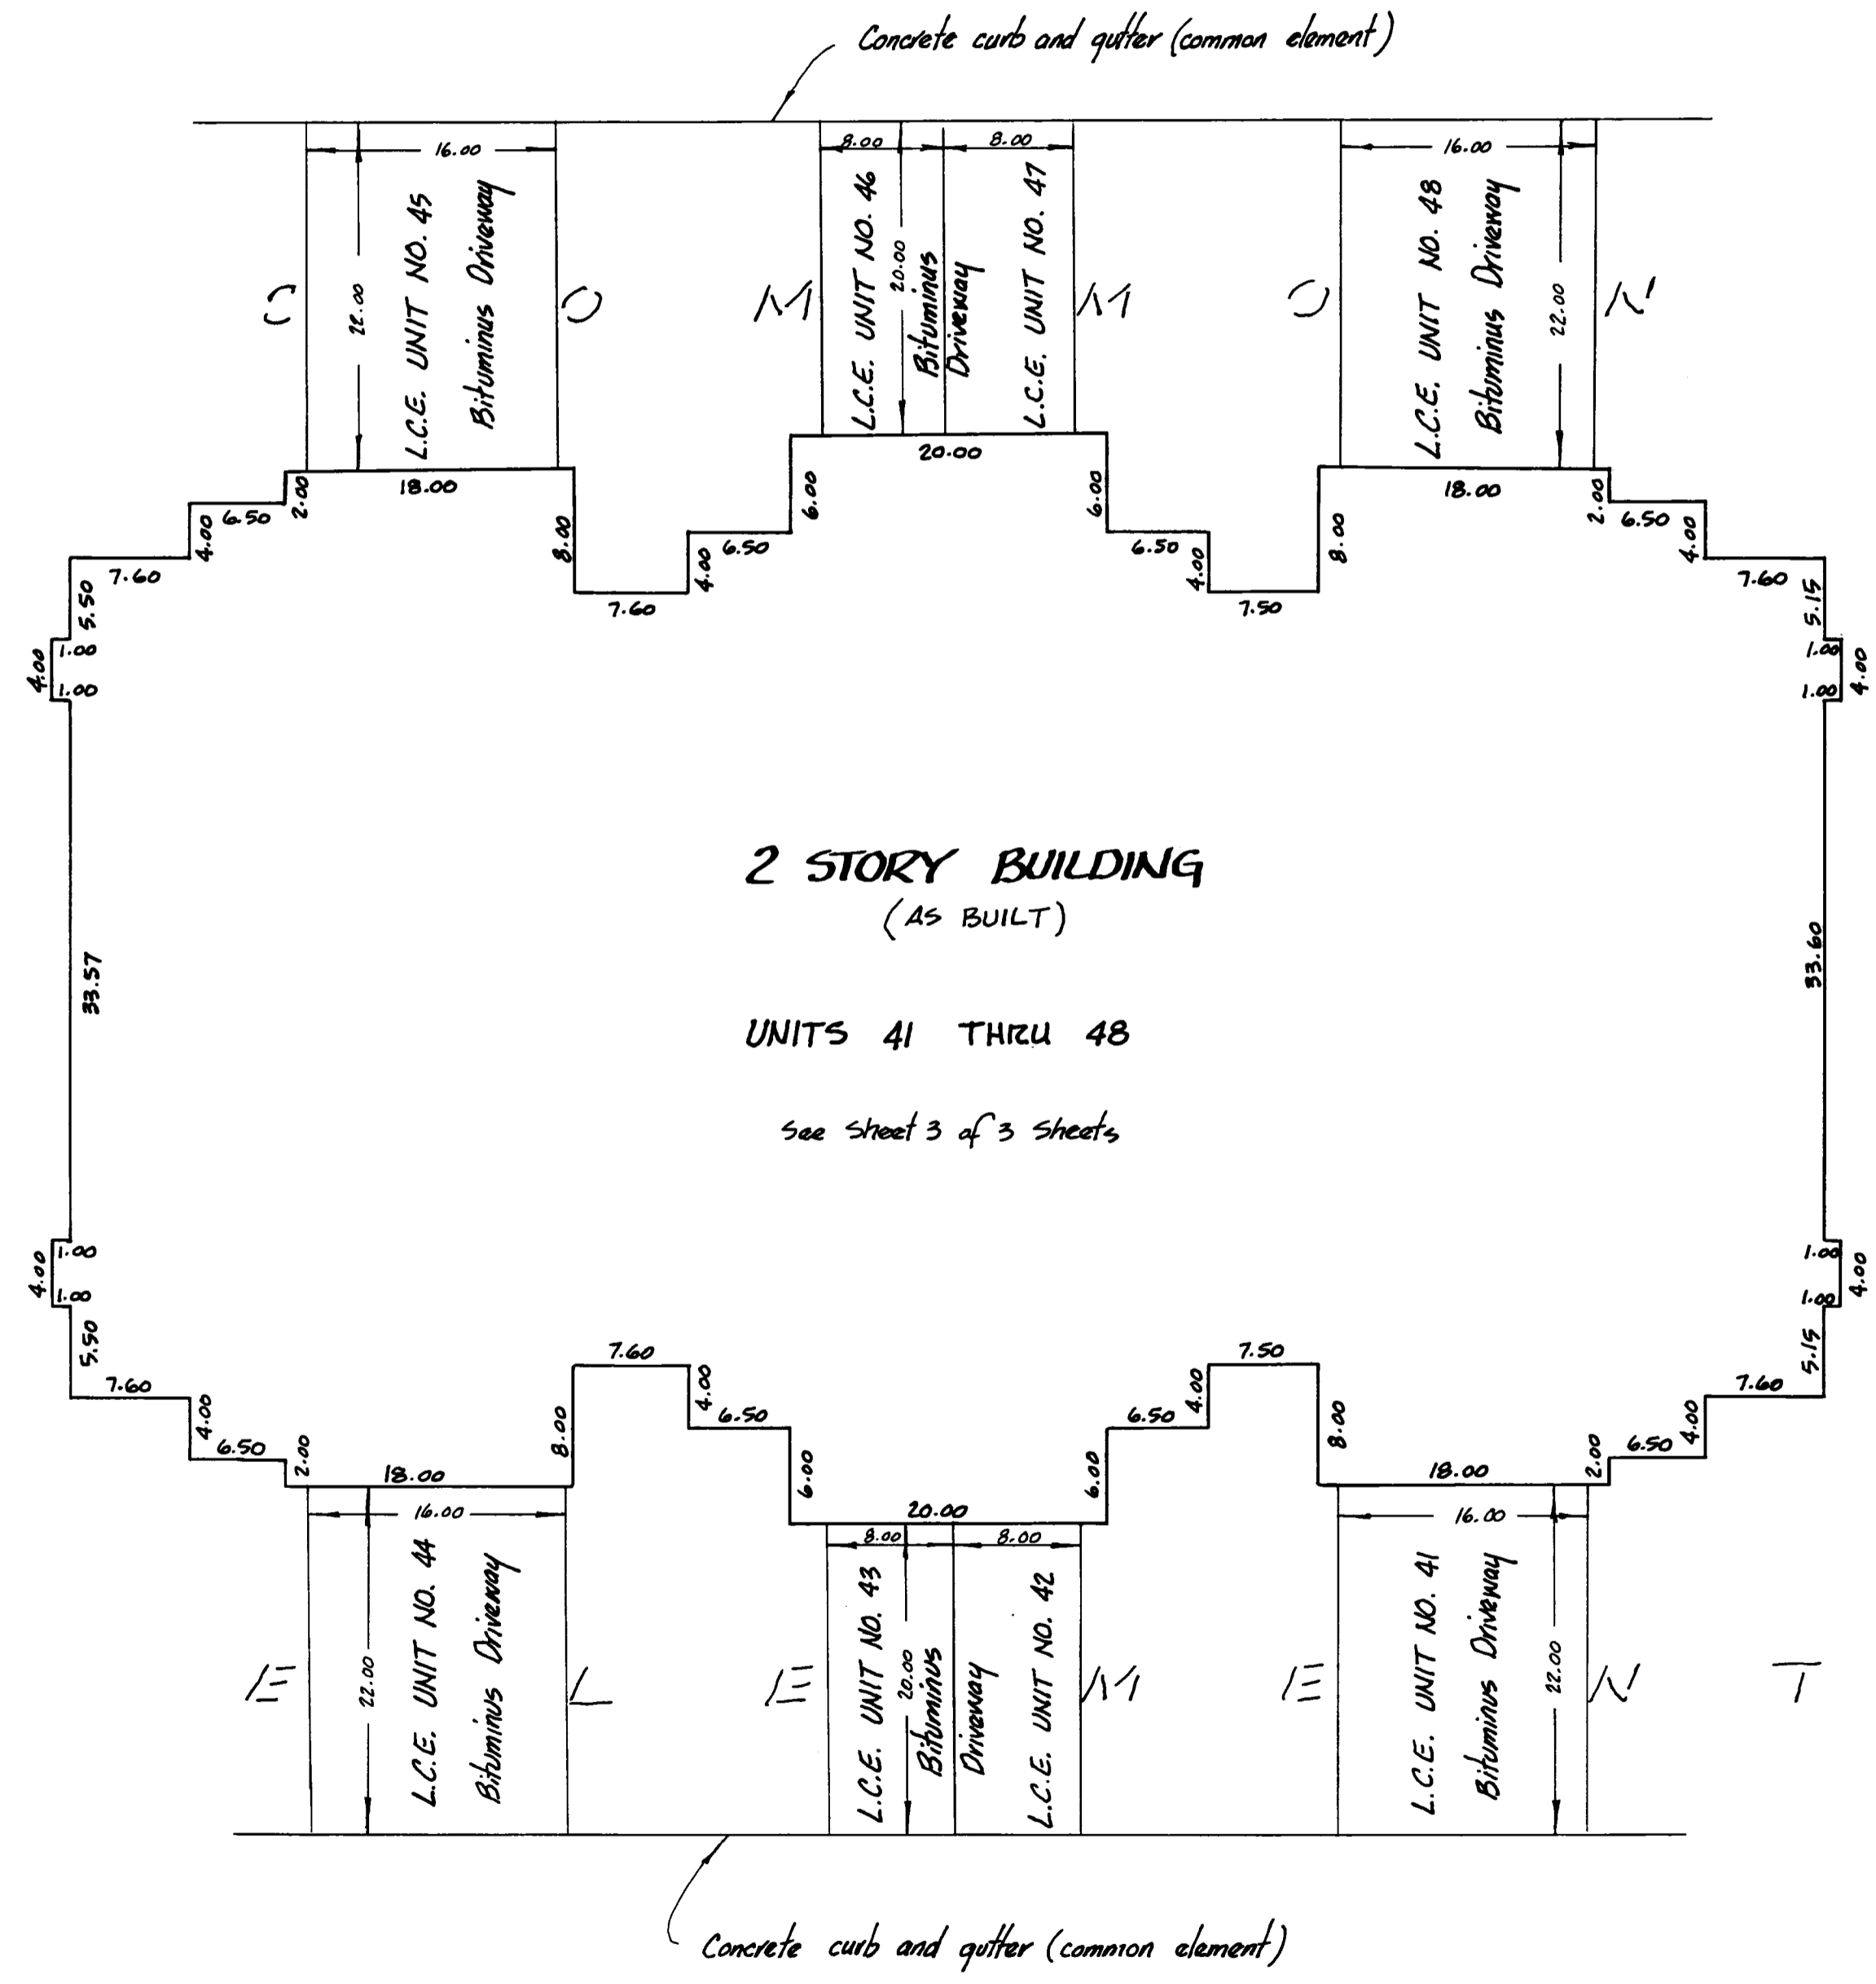 Concrete curb and gutter (common element)
16.00
8.00
8.00
16.00
22.00
L.C.E. UNIT NO. 45
Bituminus Driveway
L.C.E. UNIT NO. 46
20.00
Bituminus
Driveway
L.C.E. UNIT NO. 47
L.C.E. UNIT NO. 48
Bituminus Driveway
22.00
O
O
M
M
O
N
20.00
18.00
18.00
2.00
6.00
6.00
2.00
6.50
4.00
8.00
6.50
4.00
6.50
4.00
8.00
6.50
4.00
7.60
7.60
7.50
7.60
5.50
5.15
4.00
1.00
1.00
1.00
1.00
4.00
2 STORY BUILDING
(AS BUILT)
33.57
33.60
UNITS 41 THRU 48
See Sheet 3 of 3 Sheets
4.00
1.00
1.00
1.00
1.00
4.00
5.50
5.15
7.60
7.60
7.50
7.60
4.00
4.00
4.00
4.00
6.50
8.00
6.50
6.50
8.00
6.50
2.00
18.00
6.00
6.00
18.00
2.00
20.00
16.00
8.00
8.00
16.00
22.00
L.C.E. UNIT NO. 44
Bituminus Driveway
L.C.E. UNIT NO. 43
20.00
Bituminus
Driveway
L.C.E. UNIT NO. 42
L.C.E. UNIT NO. 41
Bituminus Driveway
22.00
E
L
E
M
E
N
T
Concrete curb and gutter (common element)